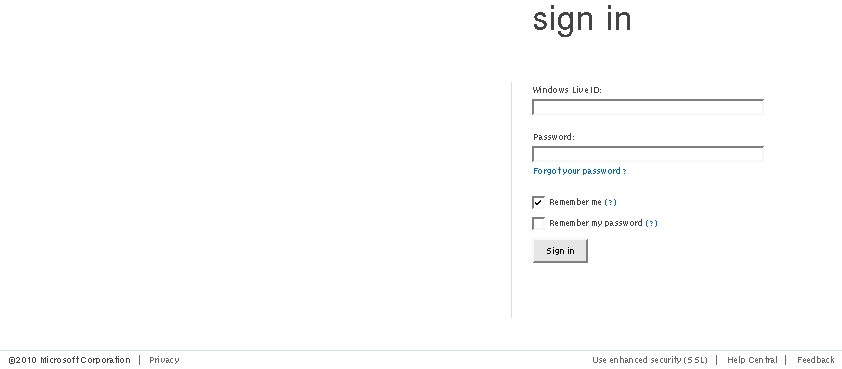 sign in
Windows Live ID:
Password:
Forgot your password?
Remember me (?)
Remember my password (?)
Sign in
©2010 Microsoft Corporation | Privacy Use enhanced security (SSL) | Help Central | Feedback